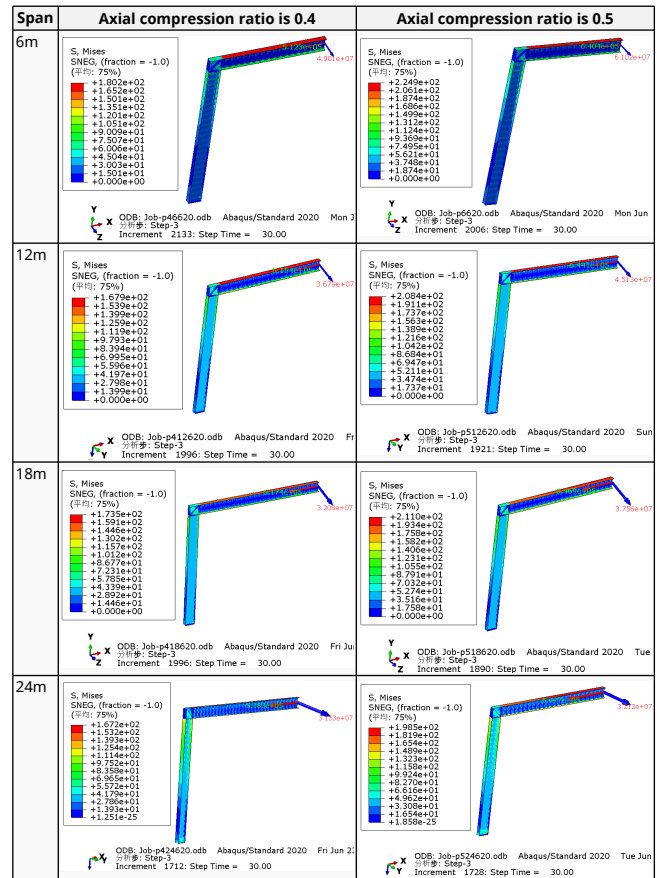 Span
Axial compression ratio is 0.4
Axial compression ratio is 0.5
6m
S, Mises
SNEG, (fraction = -1.0)
(平均: 75%)
+1.802e+02
+1.652e+02
+1.501e+02
+1.351e+02
+1.201e+02
+1.051e+02
+9.009e+01
+7.507e+01
+6.006e+01
+4.504e+01
+3.003e+01
+1.501e+01
+0.000e+00
4.901e+07
Y
X
Z
ODB: Job-p46620.odb Abaqus/Standard 2020 Mon J
分析步: Step-3
Increment 2133: Step Time = 30.00
S, Mises
SNEG, (fraction = -1.0)
(平均: 75%)
+2.249e+02
+2.061e+02
+1.874e+02
+1.686e+02
+1.499e+02
+1.312e+02
+1.124e+02
+9.369e+01
+7.495e+01
+5.621e+01
+3.748e+01
+1.874e+01
+0.000e+00
6.102e+07
Y
X
Z
ODB: Job-p6620.odb Abaqus/Standard 2020 Mon Jun
分析步: Step-3
Increment 2006: Step Time = 30.00
12m
S, Mises
SNEG, (fraction = -1.0)
(平均: 75%)
+1.679e+02
+1.539e+02
+1.399e+02
+1.259e+02
+1.119e+02
+9.793e+01
+8.394e+01
+6.995e+01
+5.596e+01
+4.197e+01
+2.798e+01
+1.399e+01
+0.000e+00
3.679e+07
X
Y
ODB: Job-p412620.odb Abaqus/Standard 2020 Fr
分析步: Step-3
Increment 1996: Step Time = 30.00
S, Mises
SNEG, (fraction = -1.0)
(平均: 75%)
+2.084e+02
+1.911e+02
+1.737e+02
+1.563e+02
+1.389e+02
+1.216e+02
+1.042e+02
+8.684e+01
+6.947e+01
+5.211e+01
+3.474e+01
+1.737e+01
+0.000e+00
4.513e+07
X
Y
ODB: Job-p512620.odb Abaqus/Standard 2020 Sun
分析步: Step-3
Increment 1921: Step Time = 30.00
18m
S, Mises
SNEG, (fraction = -1.0)
(平均: 75%)
+1.735e+02
+1.591e+02
+1.446e+02
+1.302e+02
+1.157e+02
+1.012e+02
+8.677e+01
+7.231e+01
+5.785e+01
+4.339e+01
+2.892e+01
+1.446e+01
+0.000e+00
3.208e+07
Y
X
Z
ODB: Job-p418620.odb Abaqus/Standard 2020 Fri Ju
分析步: Step-3
Increment 1996: Step Time = 30.00
S, Mises
SNEG, (fraction = -1.0)
(平均: 75%)
+2.110e+02
+1.934e+02
+1.758e+02
+1.582e+02
+1.406e+02
+1.231e+02
+1.055e+02
+8.791e+01
+7.032e+01
+5.274e+01
+3.516e+01
+1.758e+01
+0.000e+00
3.756e+07
Y
X
Z
ODB: Job-p518620.odb Abaqus/Standard 2020 Tue
分析步: Step-3
Increment 1890: Step Time = 30.00
24m
S, Mises
SNEG, (fraction = -1.0)
(平均: 75%)
+1.672e+02
+1.532e+02
+1.393e+02
+1.254e+02
+1.114e+02
+9.752e+01
+8.358e+01
+6.965e+01
+5.572e+01
+4.179e+01
+2.786e+01
+1.393e+01
+1.251e-25
Y
X
ODB: Job-p424620.odb Abaqus/Standard 2020 Fri Jun 2
分析步: Step-3
Increment 1712: Step Time = 30.00
S, Mises
SNEG, (fraction = -1.0)
(平均: 75%)
+1.985e+02
+1.819e+02
+1.654e+02
+1.489e+02
+1.323e+02
+1.158e+02
+9.924e+01
+8.270e+01
+6.616e+01
+4.962e+01
+3.308e+01
+1.654e+01
+1.858e-25
3.212e+07
X
Y
ODB: Job-p524620.odb Abaqus/Standard 2020 Tue Jun
分析步: Step-3
Increment 1728: Step Time = 30.00